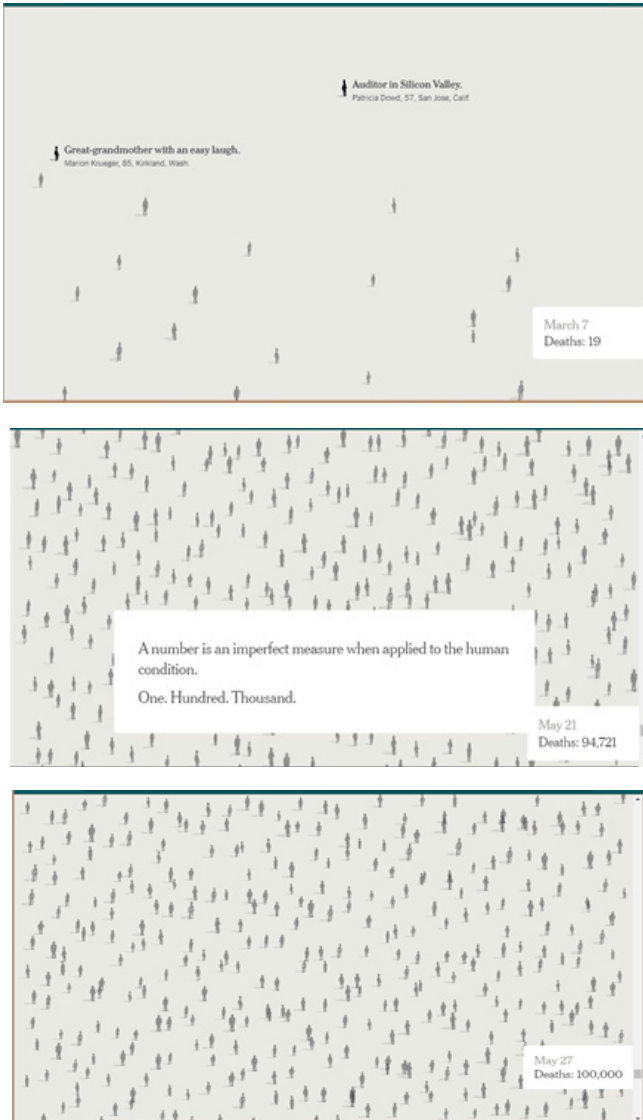 Auditor in Silicon Valley.
Patricia Dowd, 57, San Jose, Calif.
Great-grandmother with an easy laugh.
Marion Krueger, 85, Kirkland, Wash.
March 7
Deaths: 19
A number is an imperfect measure when applied to the human
condition.
One. Hundred. Thousand.
May 21
Deaths: 94,721
May 27
Deaths: 100,000